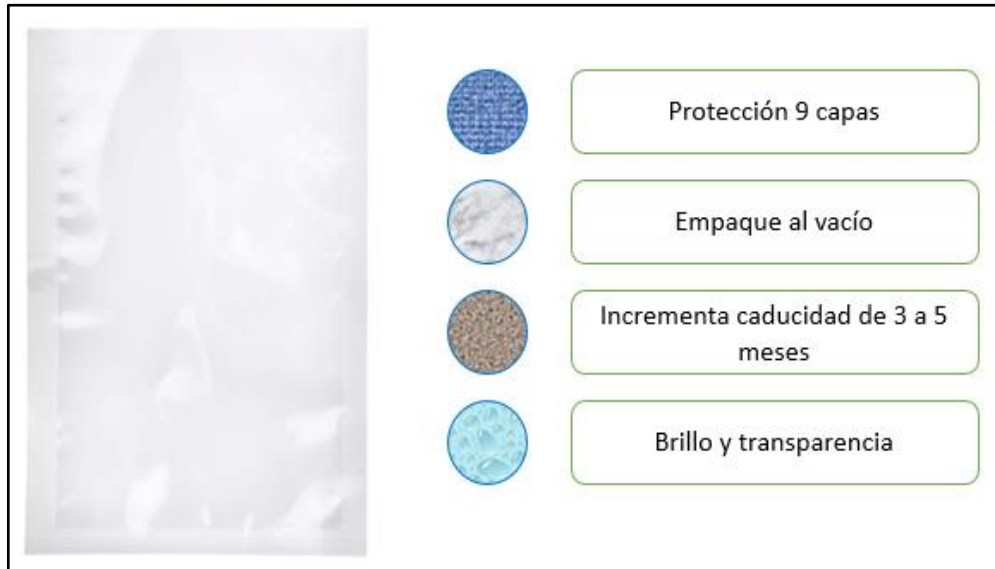 Protección 9 capas
Empaque al vacío
Incrementa caducidad de 3 a 5
meses
Brillo y transparencia